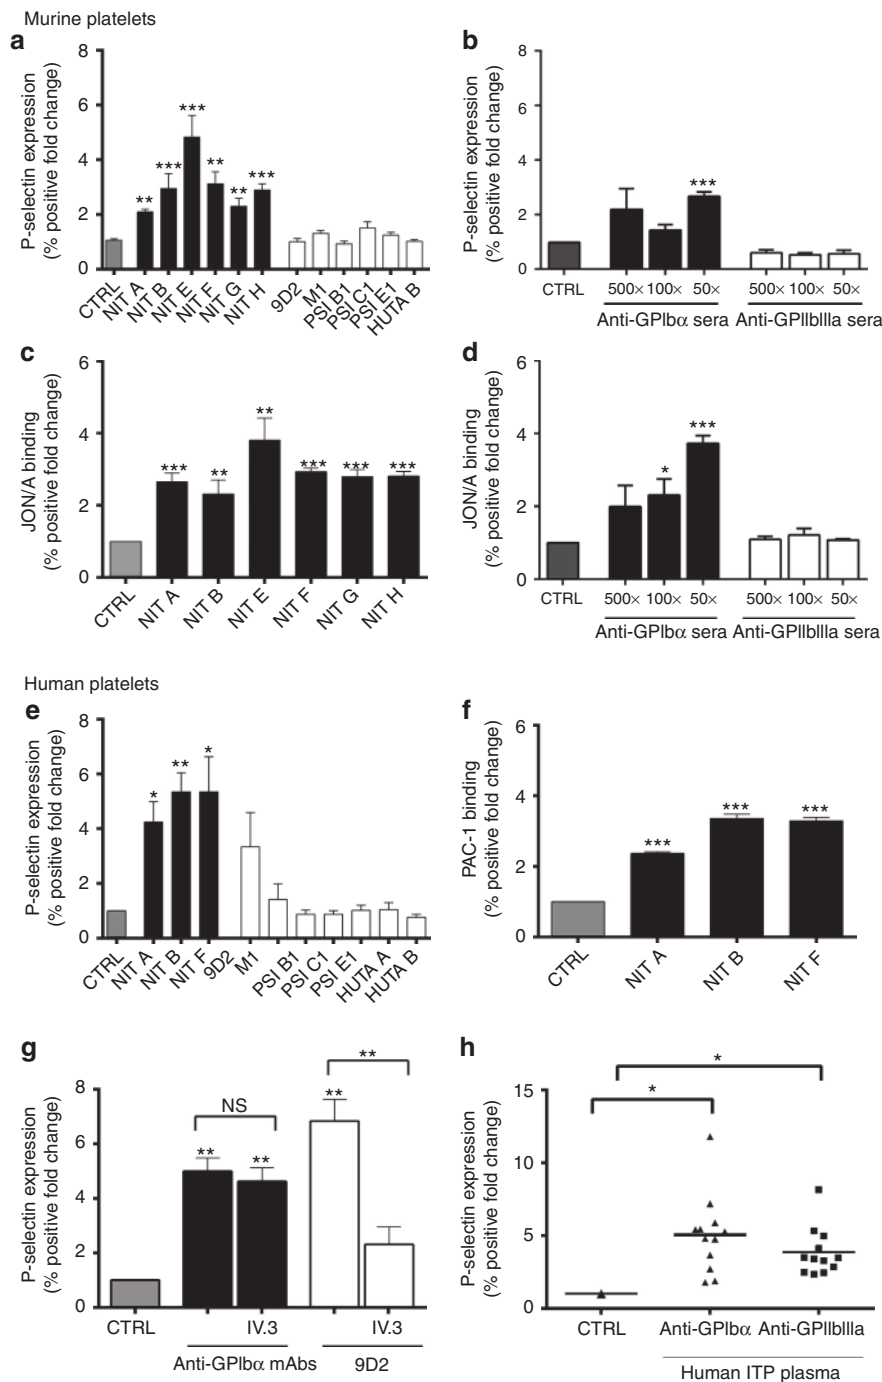 Murine platelets
a
P-selectin expression
(% positive fold change)
8
6
4
2
0
**
***
***
**
**
***
CTRL
NIT A
NIT B
NIT E
NIT F
NIT G
NIT H
9D2
M1
PSI B1
PSI C1
PSI E1
HUTA B
b
P-selectin expression
(% positive fold change)
8
6
4
2
0
***
CTRL
500× 100× 50×
500× 100× 50×
Anti-GPIbα sera
Anti-GPIIbIIIa sera
c
JON/A binding
(% positive fold change)
6
4
2
0
***
**
**
***
***
***
CTRL
NIT A
NIT B
NIT E
NIT F
NIT G
NIT H
d
JON/A binding
(% positive fold change)
6
4
2
0
*
***
CTRL
500× 100× 50×
500× 100× 50×
Anti-GPIbα sera
Anti-GPIIbIIIa sera
Human platelets
e
P-selectin expression
(% positive fold change)
8
6
4
2
0
*
**
*
CTRL
NIT A
NIT B
NIT F
9D2
M1
PSI B1
PSI C1
PSI E1
HUTA A
HUTA B
f
PAC-1 binding
(% positive fold change)
6
4
2
0
***
***
***
CTRL
NIT A
NIT B
NIT F
g
P-selectin expression
(% positive fold change)
8
6
4
2
0
NS
**
**
**
**
CTRL
IV.3
IV.3
Anti-GPIbα mAbs
9D2
h
P-selectin expression
(% positive fold change)
15
10
5
0
*
*
CTRL
Anti-GPIbα
Anti-GPIIbIIIa
Human ITP plasma